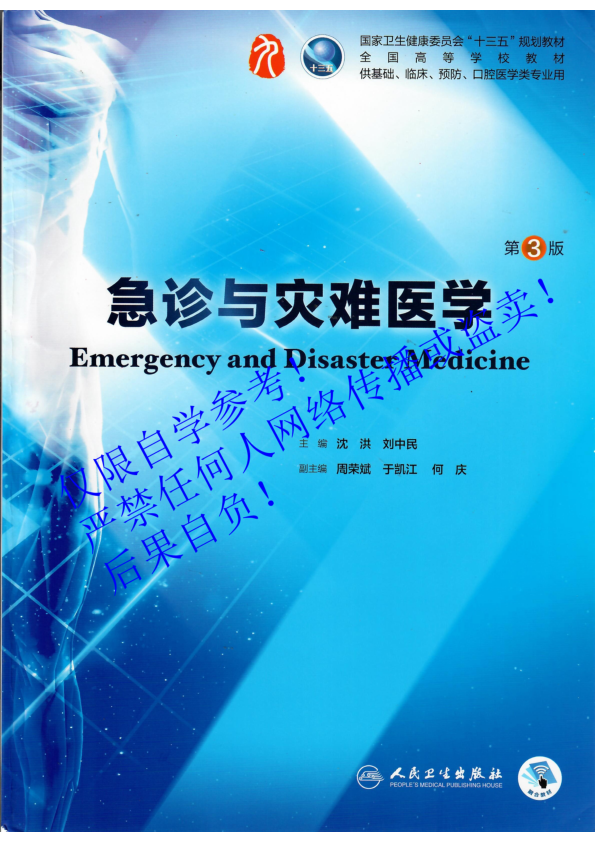 国家卫生健康委员会“十三五”规划教材
全国高等学校教材
供基础、临床、预防、口腔医学类专业用
十三五
第3版
急诊与灾难医学
Emergency and Disaster Medicine
主编 沈 洪 刘中民
副主编 周荣斌 于凯江 何 庆
仅限自学参考！
严禁任何人网络传播或盗卖！
后果自负！
人民卫生出版社
PEOPLE'S MEDICAL PUBLISHING HOUSE
融合教材